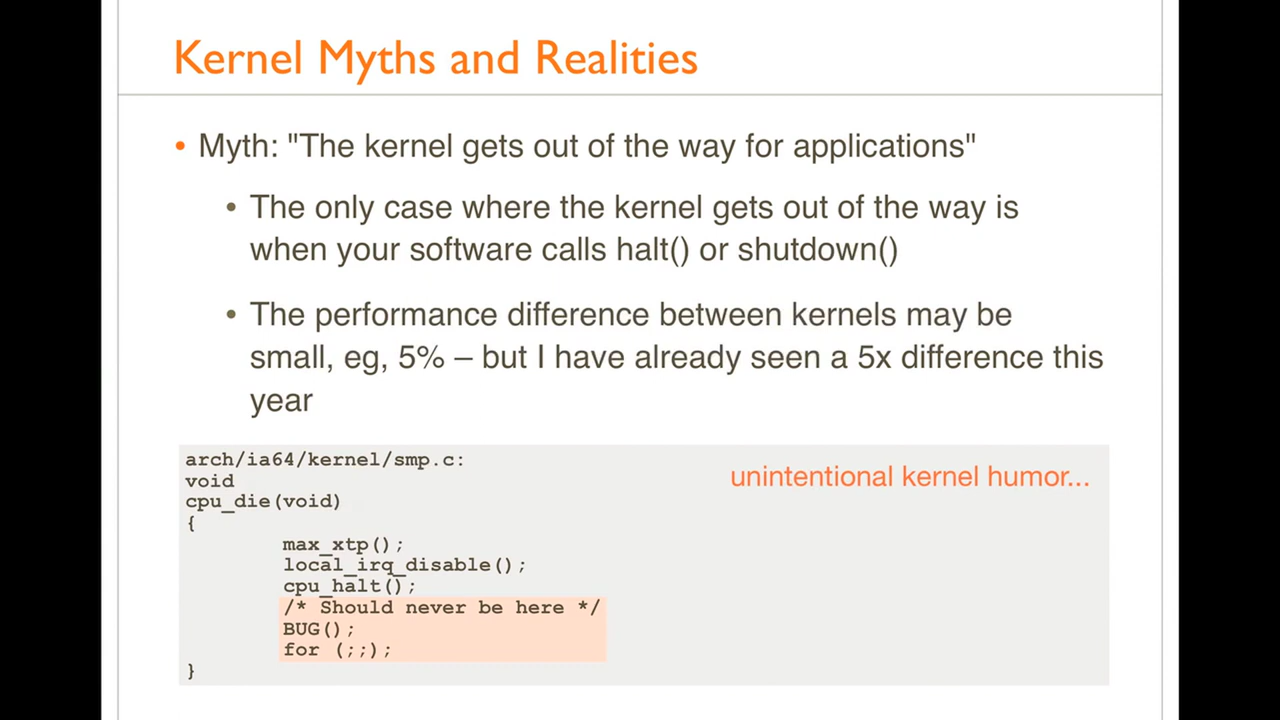 Kernel Myths and Realities
• Myth: "The kernel gets out of the way for applications"
• The only case where the kernel gets out of the way is
when your software calls halt() or shutdown()
• The performance difference between kernels may be
small, eg, 5% – but I have already seen a 5x difference this
year
arch/ia64/kernel/smp.c:
unintentional kernel humor...
void
cpu_die(void)
{
max_xtp();
local_irq_disable();
cpu_halt();
/* Should never be here */
BUG();
for (;;);
}